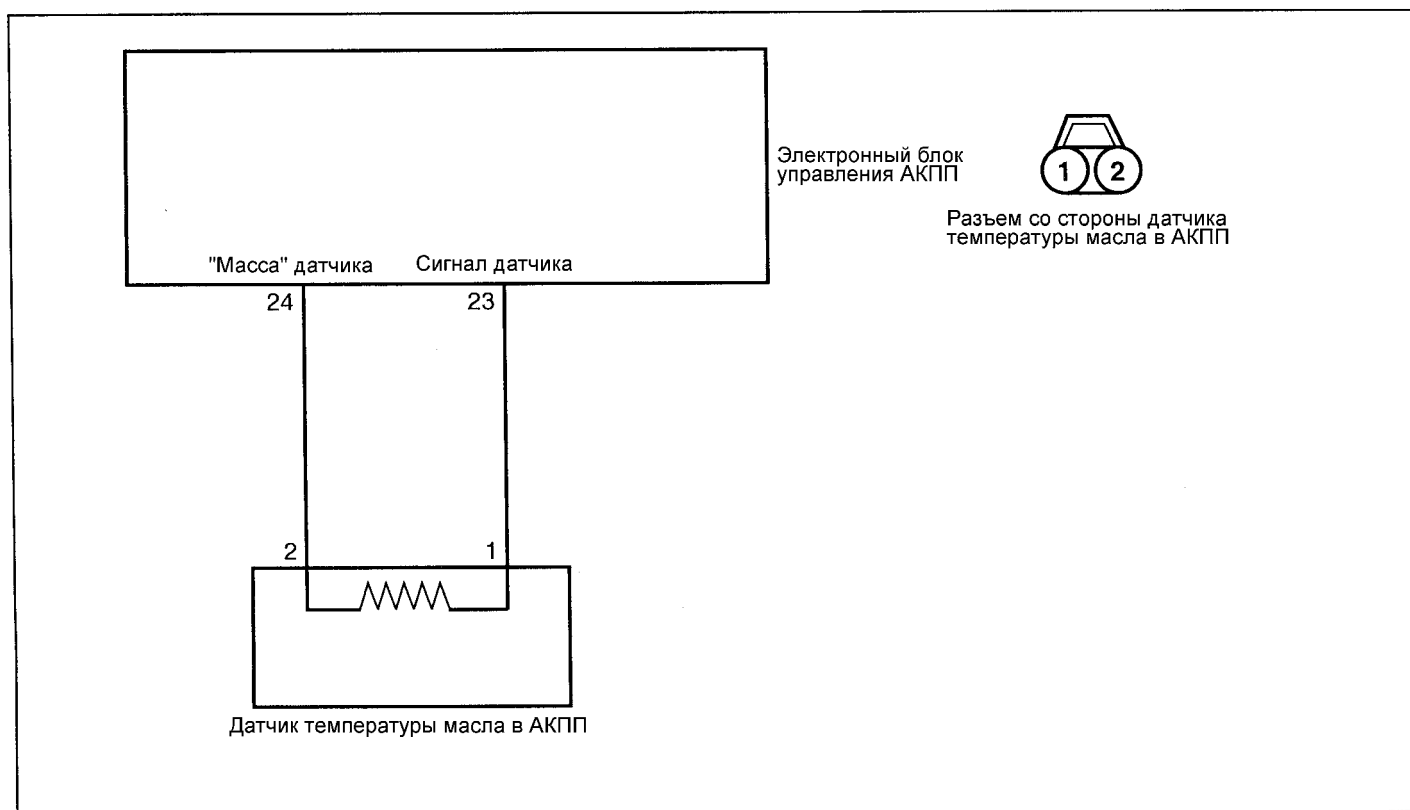 Электронный блок
управления АКПП
1 2
Разъем со стороны датчика
температуры масла в АКПП
"Масса" датчика Сигнал датчика
24 23
2 1
Датчик температуры масла в АКПП